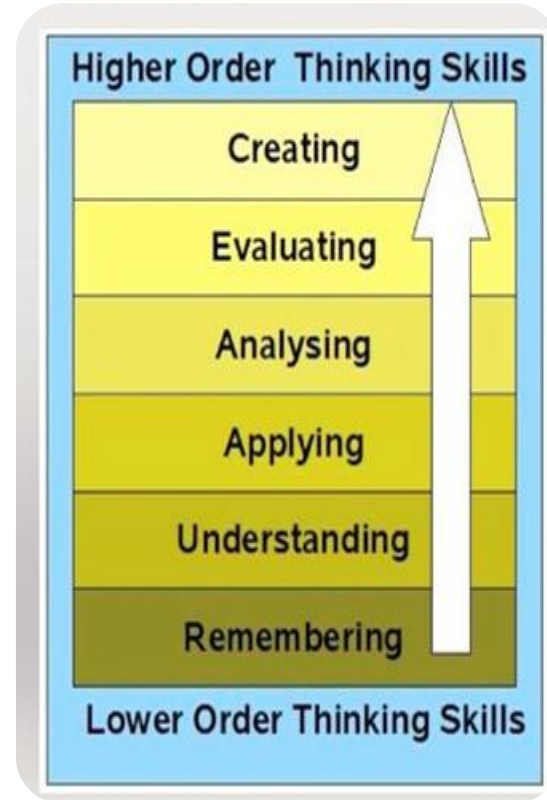 Higher Order Thinking Skills
Creating
Evaluating
Analysing
Applying
Understanding
Remembering
Lower Order Thinking Skills